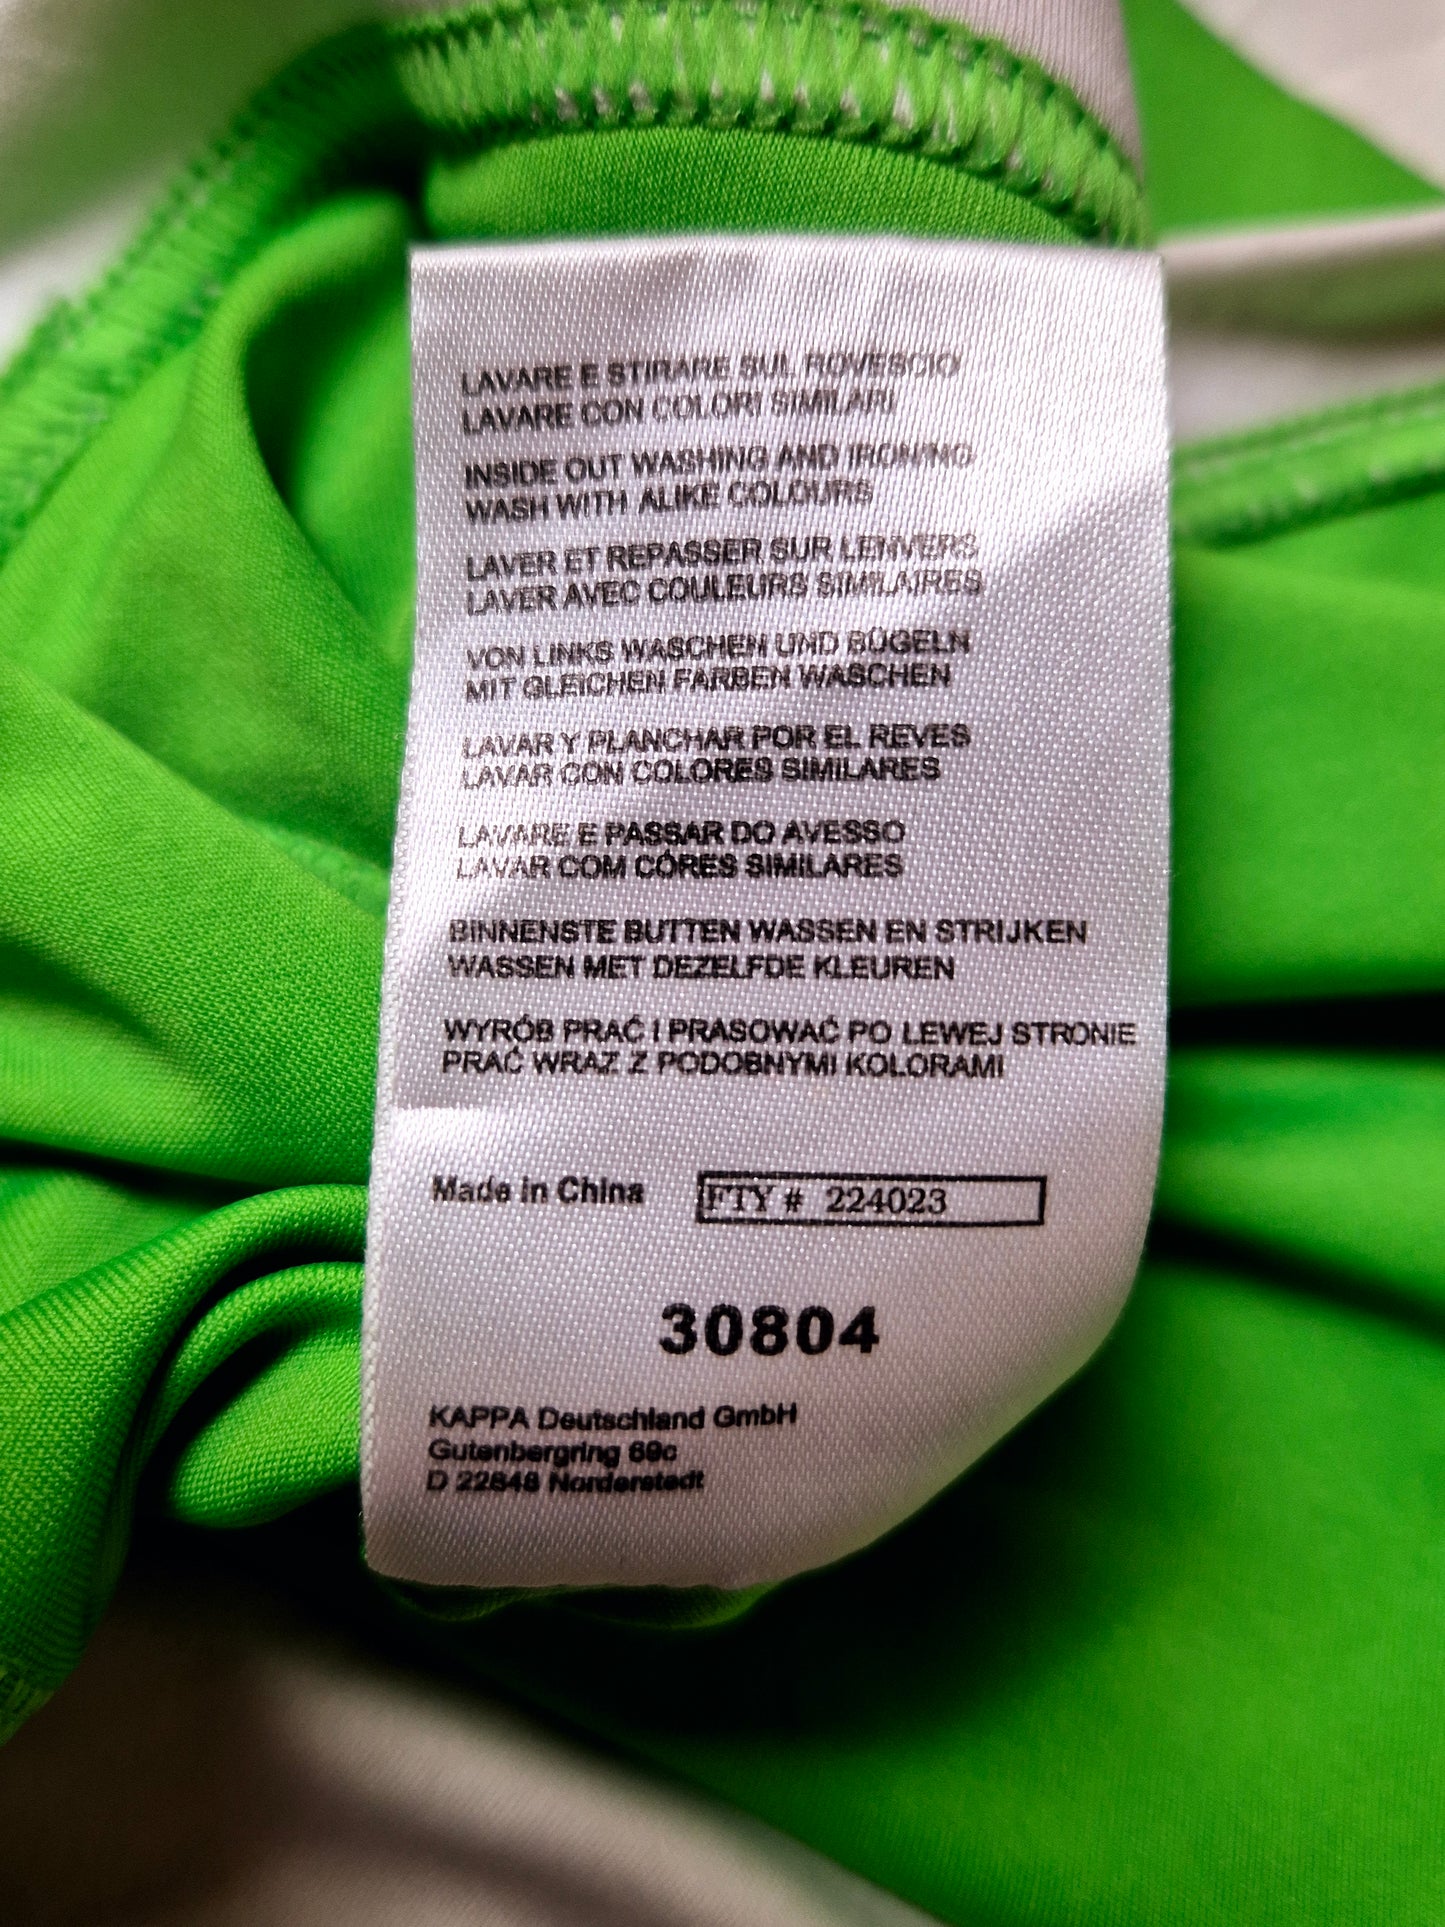 LAVARE E STIRARE SUL ROVESCIO
LAVARE CON COLORI SIMILARI
INSIDE OUT WASHING AND IRONING
WASH WITH ALIKE COLOURS
LAVER ET REPASSER SUR LENVERS
LAVER AVEC COULEURS SIMILAIRES
VON LINKS WASCHEN UND BÜGELN
MIT GLEICHEN FARBEN WASCHEN
LAVAR Y PLANCHAR POR EL REVES
LAVAR CON COLORES SIMILARES
LAVARE E PASSAR DO AVESSO
LAVAR COM CÓRES SIMILARES
BINNENSTE BUTTEN WASSEN EN STRIJKEN
WASSEN MET DEZELFDE KLEUREN
WYRÓB PRAĆ I PRASOWAĆ PO LEWEJ STRONIE
PRAĆ WRAZ Z PODOBNYMI KOLORAMI
Made in China FTY # 224023
30804
KAPPA Deutschland GmbH
Gutenbergring 69c
D 22848 Norderstedt